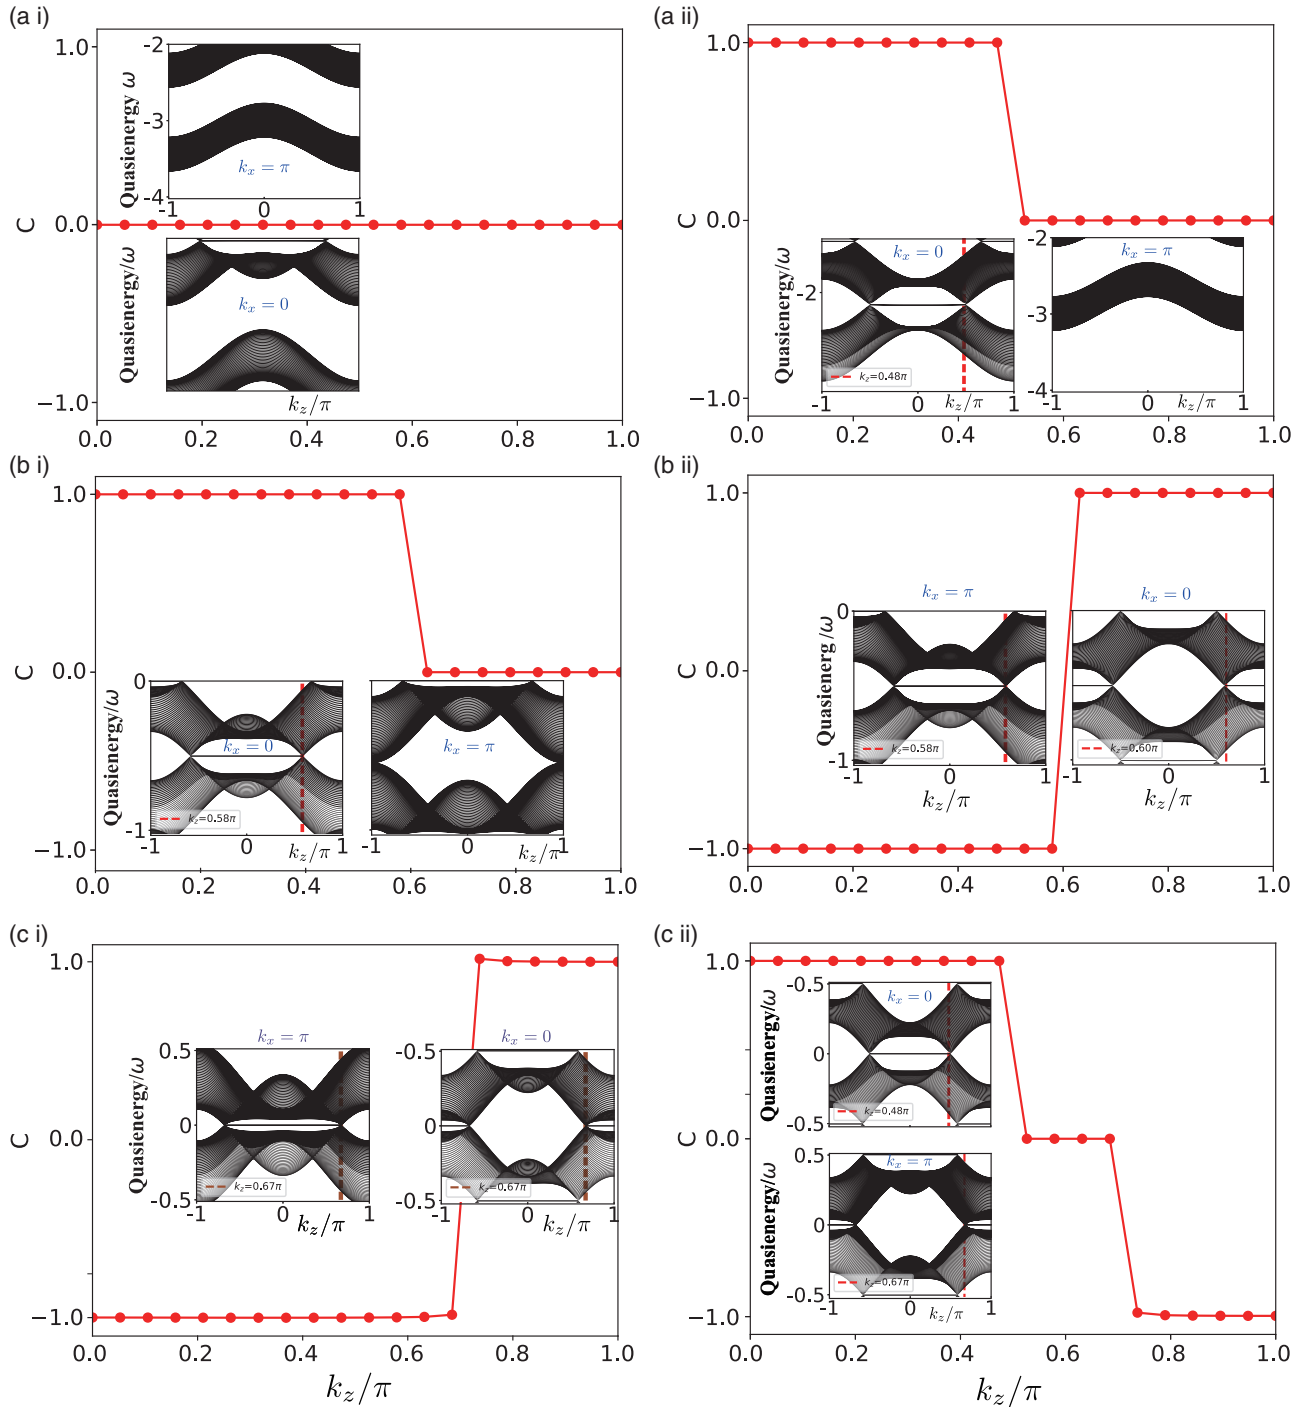 (a i)
1.0
0.0
−1.0
C
Quasienergy ω
-2
-3
-4
k_x = π
-1 0 1
Quasienergy/ω
k_x = 0
k_z/π
0.0 0.2 0.4 0.6 0.8 1.0
(a ii)
1.0
0.0
−1.0
C
Quasienergy/ω
-2
k_x = 0
k_z=0.48π
-1 0 k_z/π 1
-2
-3
-4
k_x = π
-1 0 k_z/π 1
0.0 0.2 0.4 0.6 0.8 1.0
(b i)
1.0
0.0
−1.0
C
Quasienergy/ω
0
-1
k_x = 0
k_z=0.58π
-1 0 k_z/π 1
k_x = π
-1 0 k_z/π 1
0.0 0.2 0.4 0.6 0.8 1.0
(b ii)
1.0
0.0
−1.0
C
k_x = π
Quasienerg /ω
0
-1
k_z=0.58π
-1 0 1
k_z/π
k_x = 0
k_z=0.60π
-1 0 1
k_z/π
0.0 0.2 0.4 0.6 0.8 1.0
(c i)
1.0
0.0
−1.0
C
k_x = π
Quasienergy/ω
0.5
0
-0.5
k_z=0.67π
-1 0 1
k_z/π
k_x = 0
-0.5
0
-0.5
k_z=0.67π
-1 0 1
k_z/π
0.0 0.2 0.4 0.6 0.8 1.0
k_z/π
(c ii)
1.0
0.0
−1.0
C
Quasienergy/ω
-0.5
0
-0.5
k_x = 0
k_z=0.48π
Quasienergy/ω
0.5
0
-0.5
k_x = π
k_z=0.67π
-1 0 k_z/π 1
0.0 0.2 0.4 0.6 0.8 1.0
k_z/π